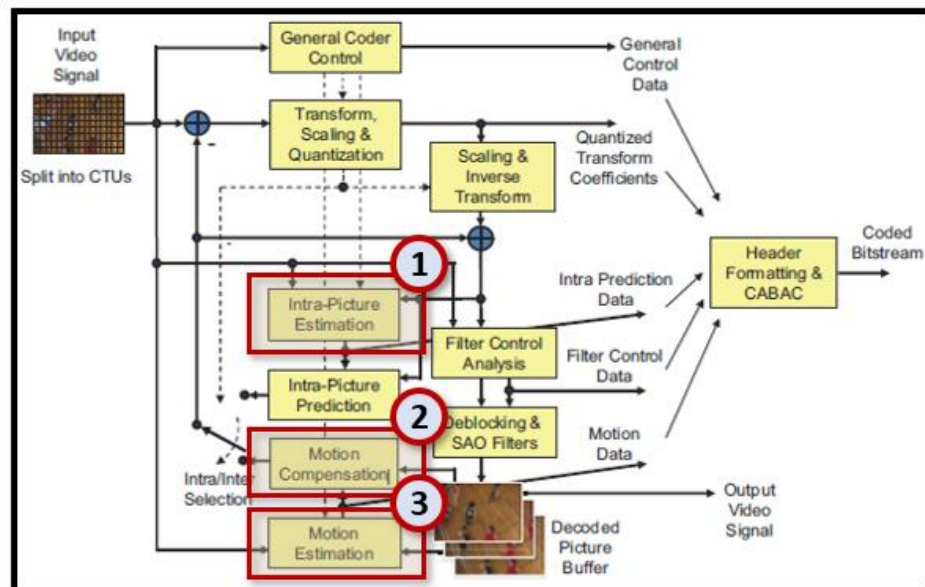 Input
Video
Signal
Split into CTUs
General Coder
Control
General
Control
Data
Transform,
Scaling &
Quantization
-
Quantized
Transform
Coefficients
Scaling &
Inverse
Transform
-
1
Intra-Picture
Estimation
Intra Prediction
Data
Header
Formatting &
CABAC
Coded
Bitstream
Filter Control
Analysis
Filter Control
Data
Intra-Picture
Prediction
2
Deblocking &
SAO Filters
Motion
Compensation
Motion
Data
Intra/Inter
Selection
3
Motion
Estimation
Output
Video
Signal
Decoded
Picture
Buffer